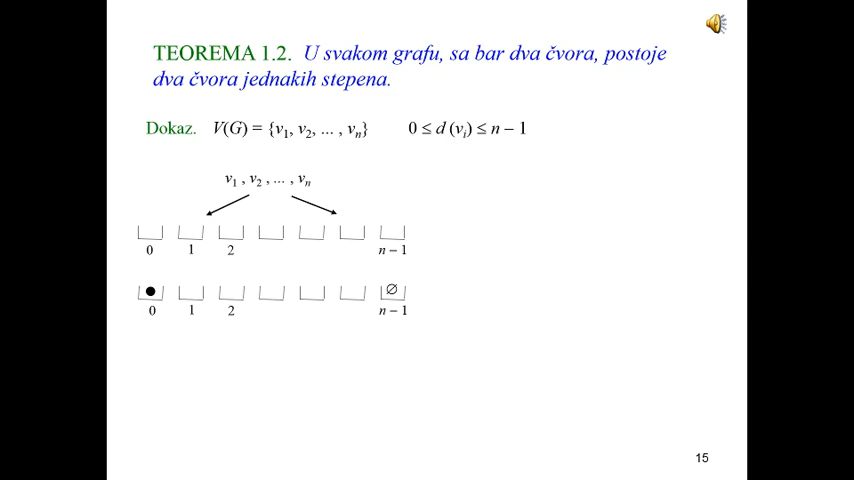 TEOREMA 1.2. U svakom grafu, sa bar dva čvora, postoje
dva čvora jednakih stepena.
Dokaz. V(G) = {v1, v2, ... , vn} 0 ≤ d (vi) ≤ n − 1
v1 , v2 , ... , vn
0 1 2 n − 1
∅
0 1 2 n − 1
15